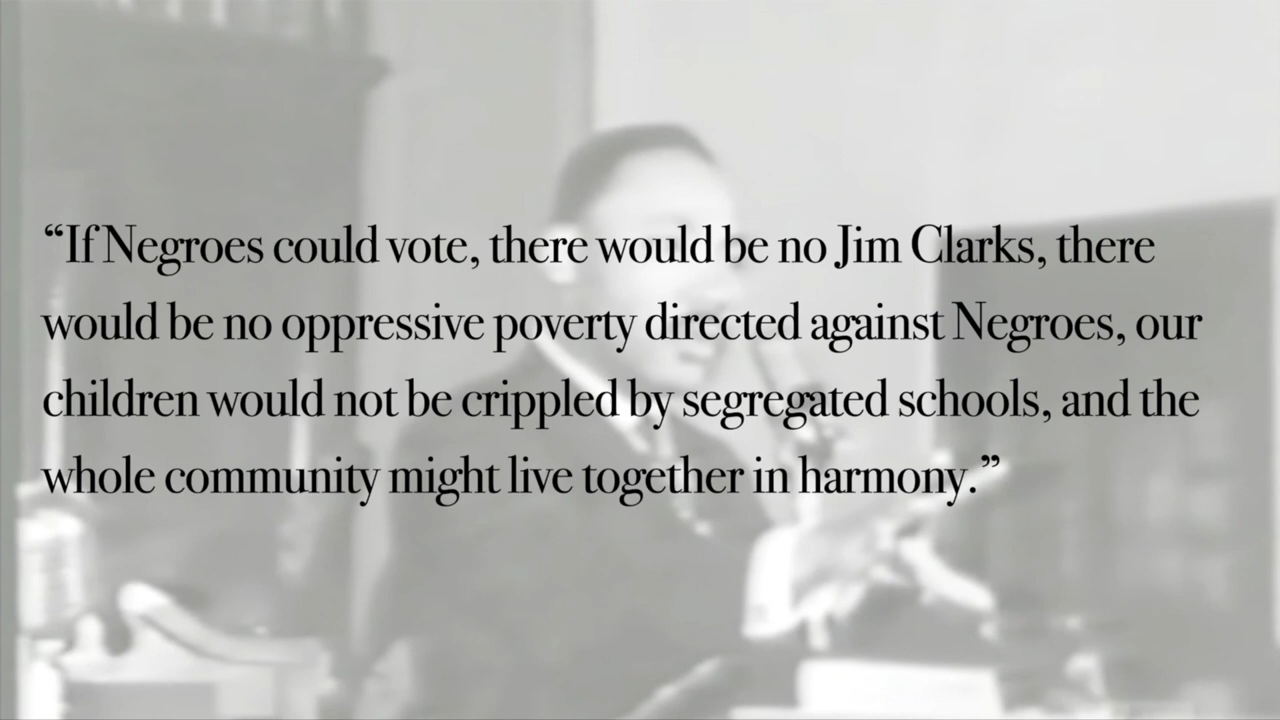 “If Negroes could vote, there would be no Jim Clarks, there
would be no oppressive poverty directed against Negroes, our
children would not be crippled by segregated schools, and the
whole community might live together in harmony.”